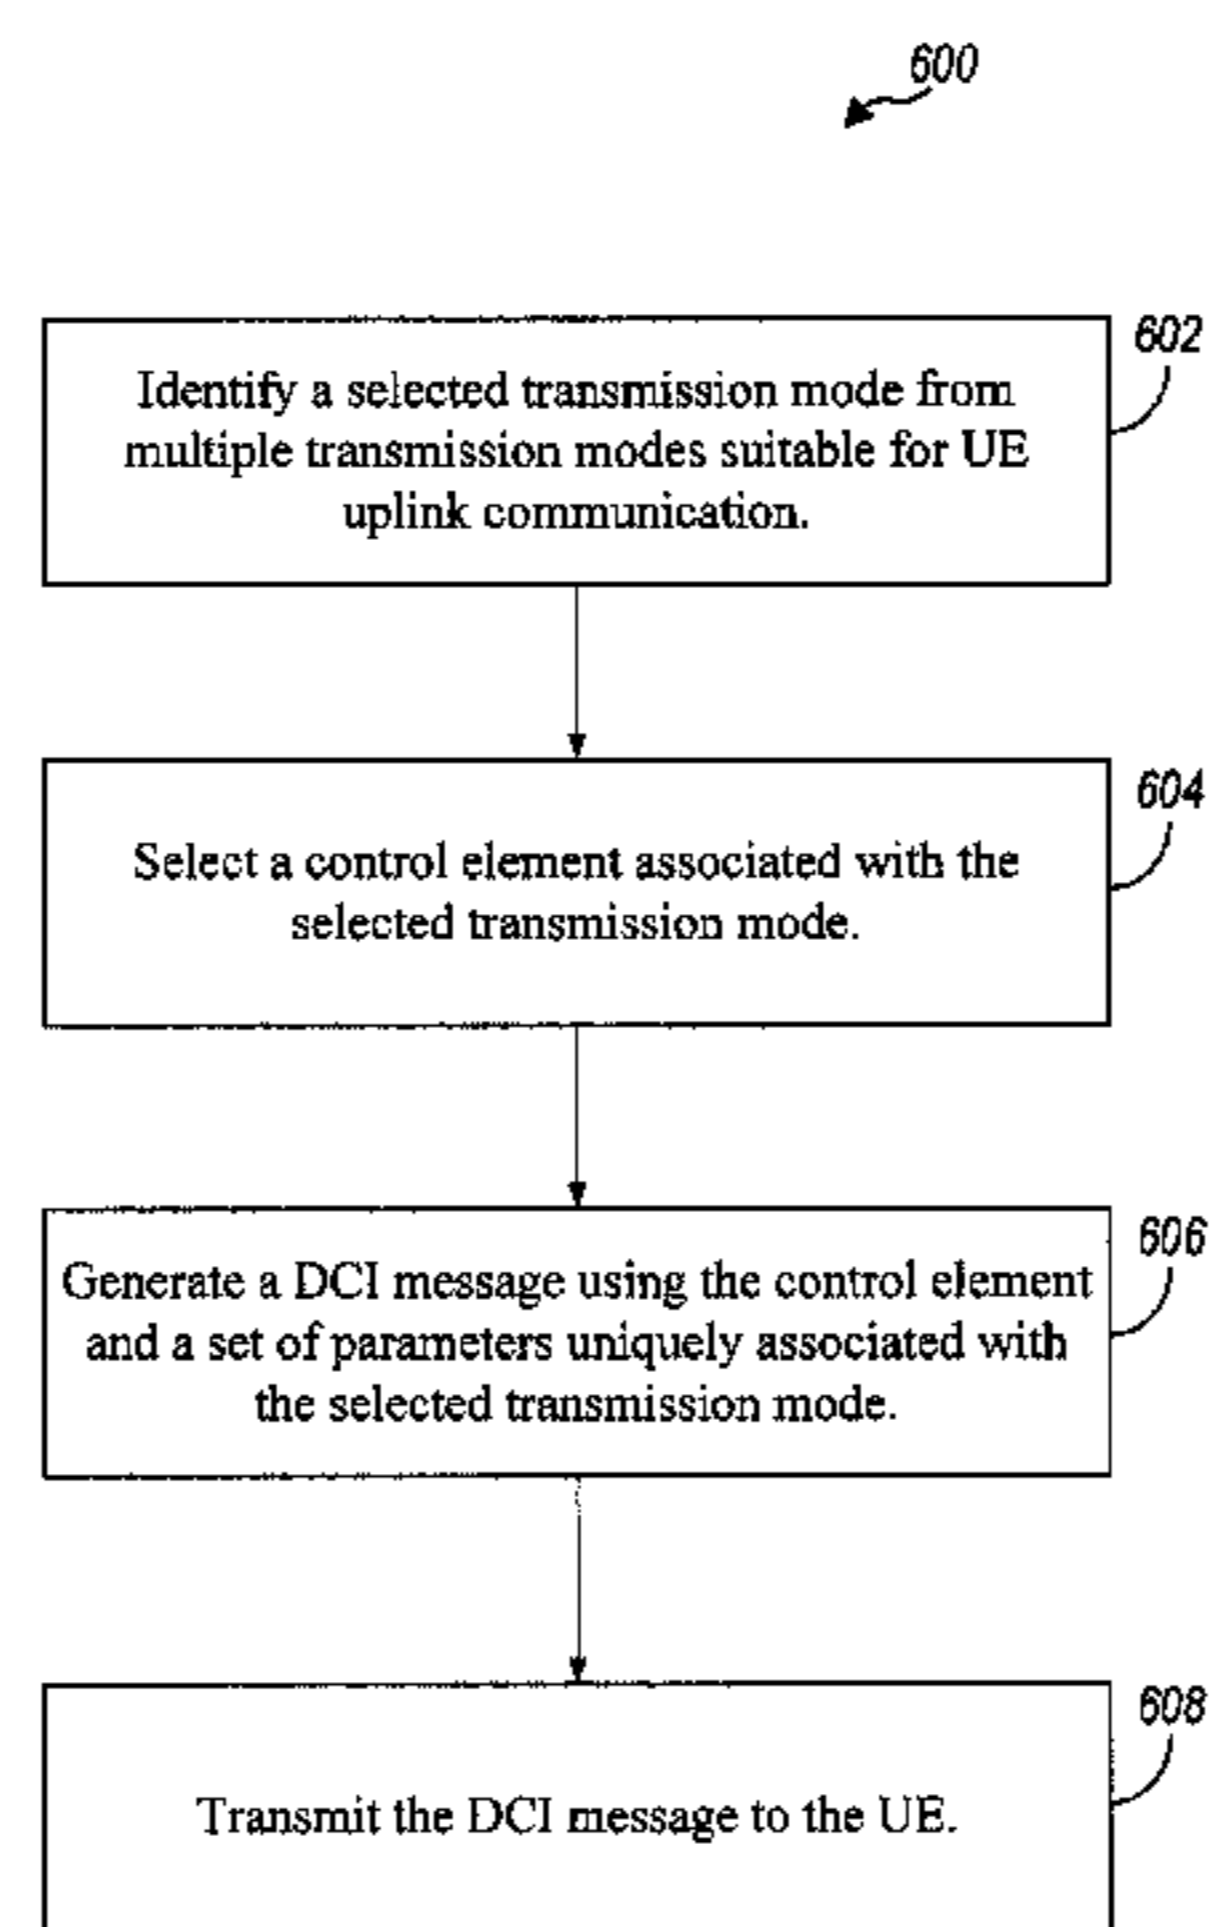 600
602
Identify a selected transmission mode from
multiple transmission modes suitable for UE
uplink communication.
604
Select a control element associated with the
selected transmission mode.
606
Generate a DCI message using the control element
and a set of parameters uniquely associated with
the selected transmission mode.
608
Transmit the DCI message to the UE.